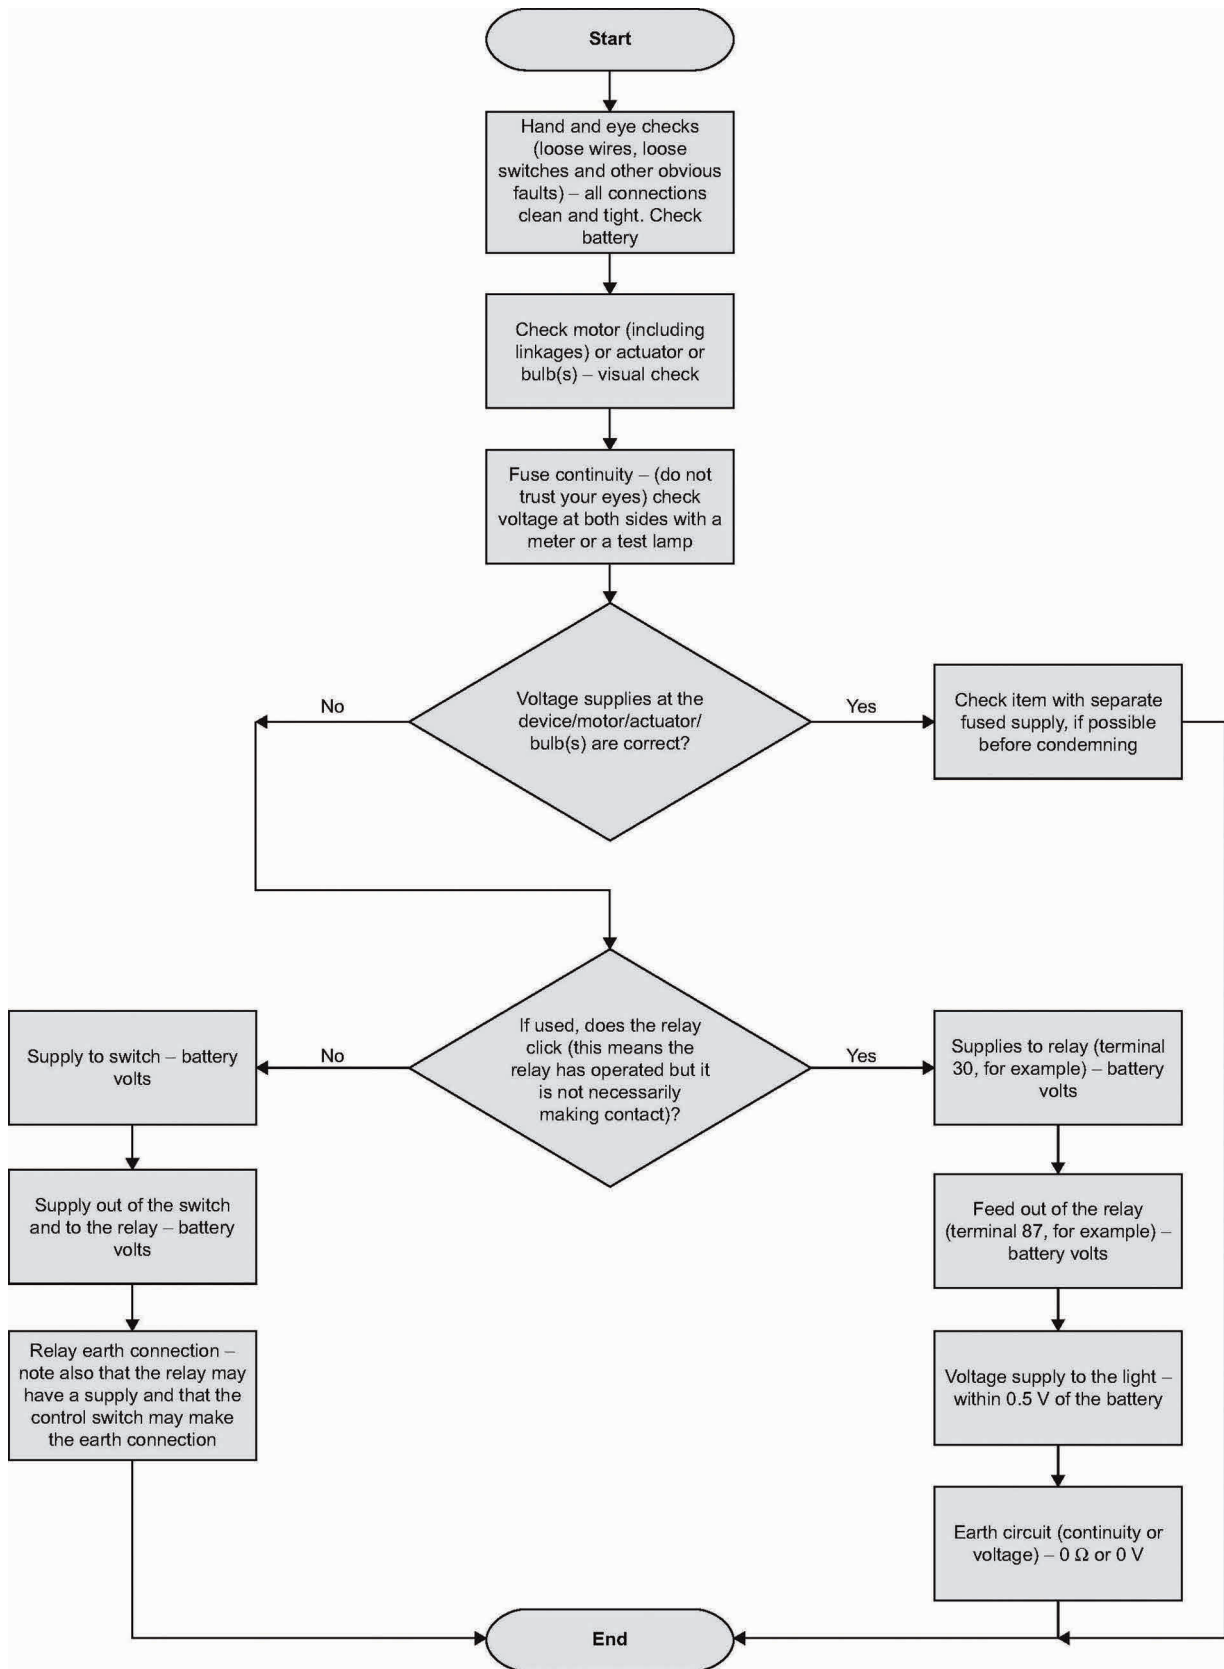 Start
Hand and eye checks
(loose wires, loose
switches and other obvious
faults) – all connections
clean and tight. Check
battery
Check motor (including
linkages) or actuator or
bulb(s) – visual check
Fuse continuity – (do not
trust your eyes) check
voltage at both sides with a
meter or a test lamp
Voltage supplies at the
device/motor/actuator/
bulb(s) are correct?
No
Yes
Check item with separate
fused supply, if possible
before condemning
If used, does the relay
click (this means the
relay has operated but it
is not necessarily
making contact)?
No
Yes
Supply to switch – battery
volts
Supply out of the switch
and to the relay – battery
volts
Relay earth connection –
note also that the relay may
have a supply and that the
control switch may make
the earth connection
Supplies to relay (terminal
30, for example) – battery
volts
Feed out of the relay
(terminal 87, for example) –
battery volts
Voltage supply to the light –
within 0.5 V of the battery
Earth circuit (continuity or
voltage) – 0 Ω or 0 V
End